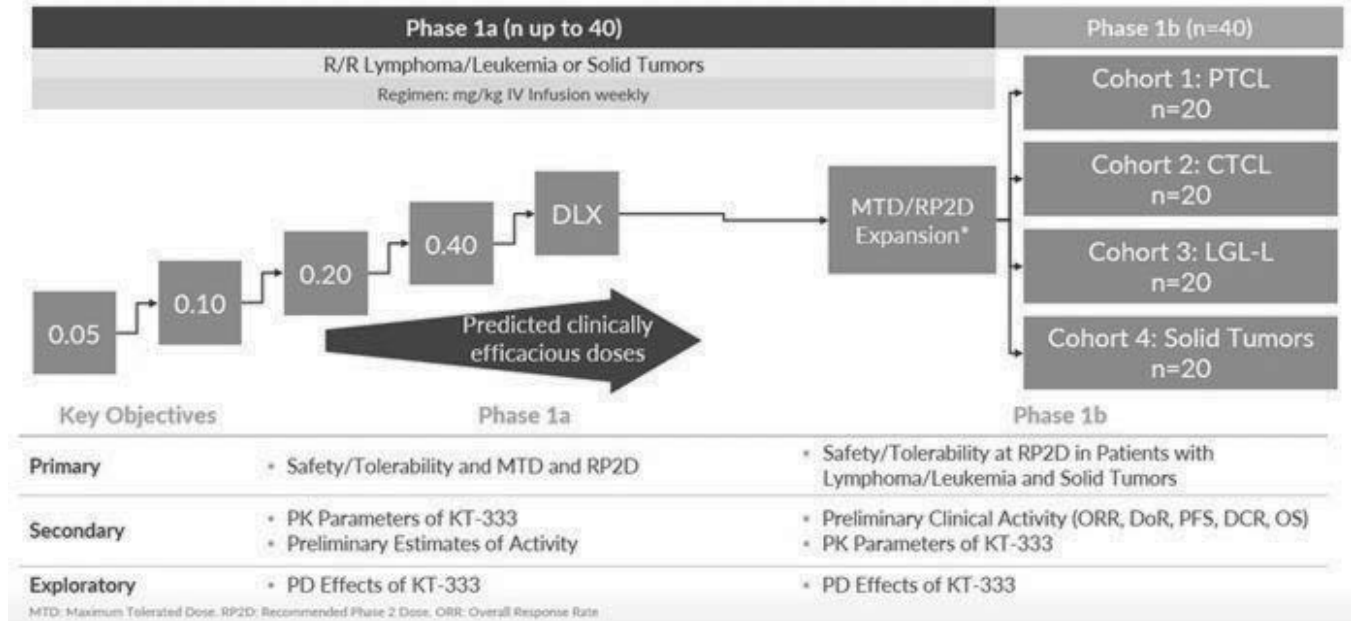 Phase 1a (n up to 40)
Phase 1b (n=40)
R/R Lymphoma/Leukemia or Solid Tumors
Regimen: mg/kg IV Infusion weekly
0.05
0.10
0.20
0.40
DLX
MTD/RP2D
Expansion*
Cohort 1: PTCL
n=20
Cohort 2: CTCL
n=20
Cohort 3: LGL-L
n=20
Cohort 4: Solid Tumors
n=20
Predicted clinically
efficacious doses
Key Objectives
Phase 1a
Phase 1b
Primary
• Safety/Tolerability and MTD and RP2D
• Safety/Tolerability at RP2D in Patients with
Lymphoma/Leukemia and Solid Tumors
Secondary
• PK Parameters of KT-333
• Preliminary Estimates of Activity
• Preliminary Clinical Activity (ORR, DoR, PFS, DCR, OS)
• PK Parameters of KT-333
Exploratory
• PD Effects of KT-333
• PD Effects of KT-333
MTD: Maximum Tolerated Dose. RP2D: Recommended Phase 2 Dose. ORR: Overall Response Rate